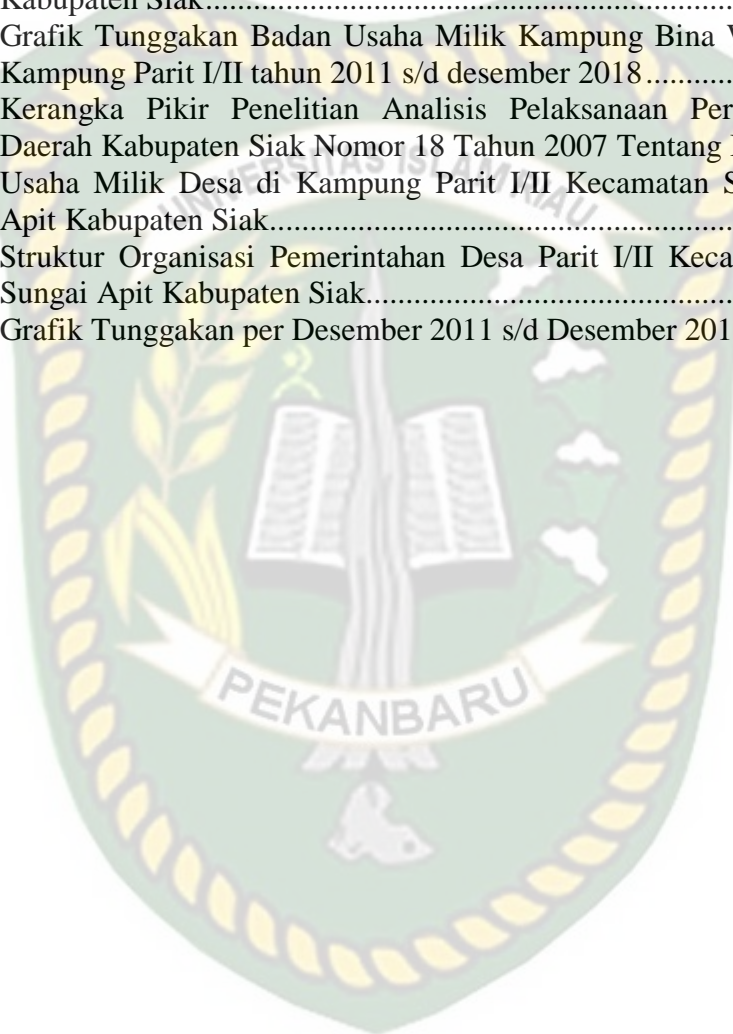 Kabupaten Siak
Grafik Tunggakan Badan Usaha Milik Kampung Bina
Kampung Parit I/II tahun 2011 s/d desember 2018
Kerangka Pikir Penelitian Analisis Pelaksanaan
Daerah Kabupaten Siak Nomor 18 Tahun 2007 Tentang
Usaha Milik Desa di Kampung Parit I/II Kecamatan
Apit Kabupaten Siak
Struktur Organisasi Pemerintahan Desa Parit I/II
Sungai Apit Kabupaten Siak
Grafik Tunggakan per Desember 2011 s/d Desember
UNIVERSITAS ISLAM RIAU
PEKANBARU